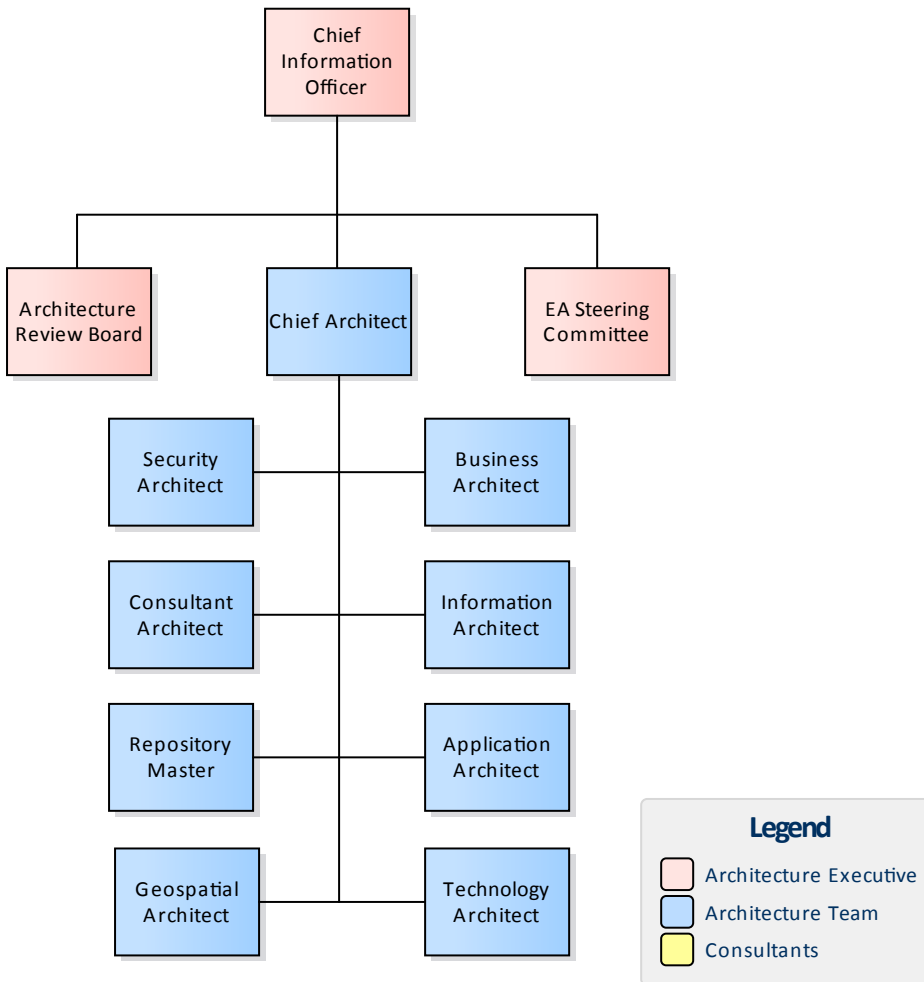 Chief
Information
Officer
Architecture
Review Board
Chief Architect
EA Steering
Committee
Security
Architect
Business
Architect
Consultant
Architect
Information
Architect
Repository
Master
Application
Architect
Geospatial
Architect
Technology
Architect
Legend
Architecture Executive
Architecture Team
Consultants